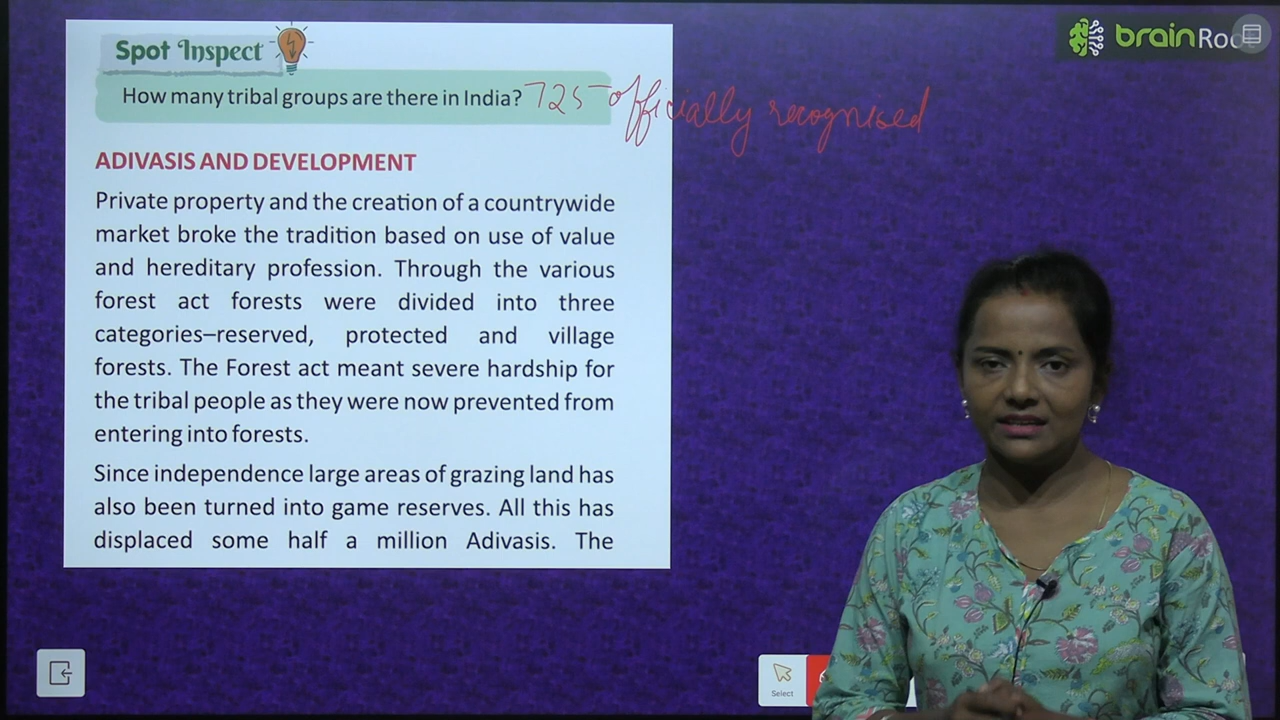 Spot Inspect
brainRo
How many tribal groups are there in India? 725 officially recognised
ADIVASIS AND DEVELOPMENT
Private property and the creation of a countrywide
market broke the tradition based on use of value
and hereditary profession. Through the various
forest act forests were divided into three
categories–reserved, protected and village
forests. The Forest act meant severe hardship for
the tribal people as they were now prevented from
entering into forests.
Since independence large areas of grazing land has
also been turned into game reserves. All this has
displaced some half a million Adivasis. The
Select